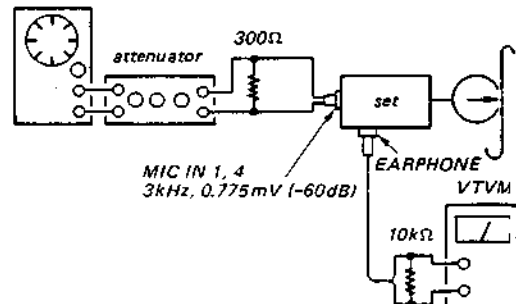 attenuator
300Ω
set
MIC IN 1, 4
3kHz, 0.775mV (-60dB)
EARPHONE
VTVM
10kΩ